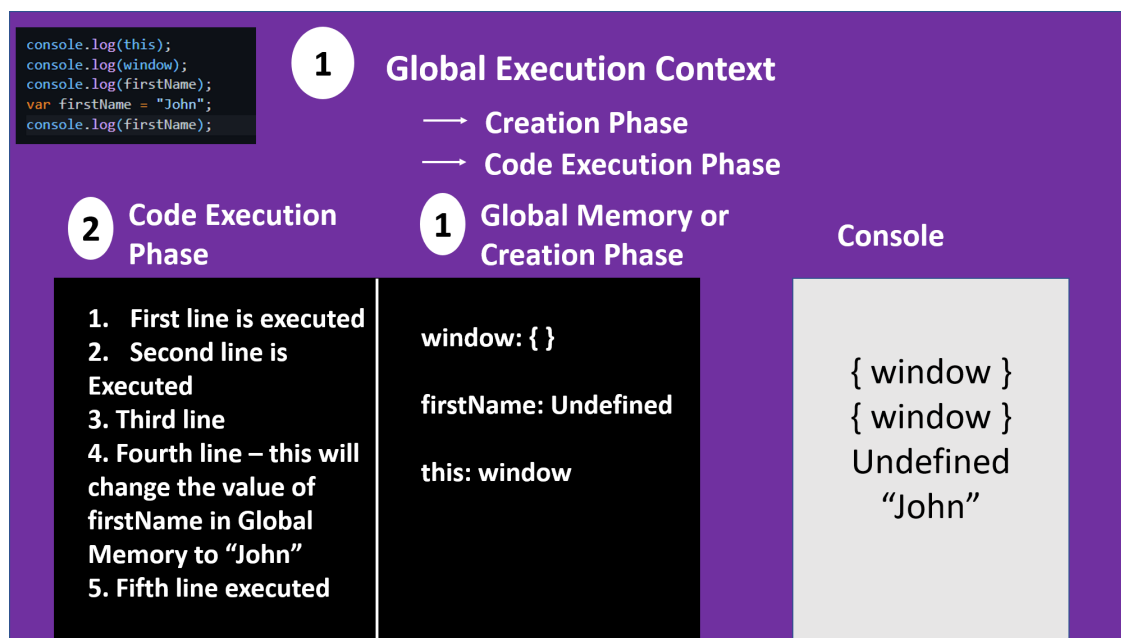 console.log(this);
console.log(window);
console.log(firstName);
var firstName = "John";
console.log(firstName);
1
Global Execution Context
→ Creation Phase
→ Code Execution Phase
2
Code Execution
Phase
1
Global Memory or
Creation Phase
Console
1. First line is executed
2. Second line is
Executed
3. Third line
4. Fourth line – this will
change the value of
firstName in Global
Memory to “John”
5. Fifth line executed
window: { }
firstName: Undefined
this: window
{ window }
{ window }
Undefined
“John”